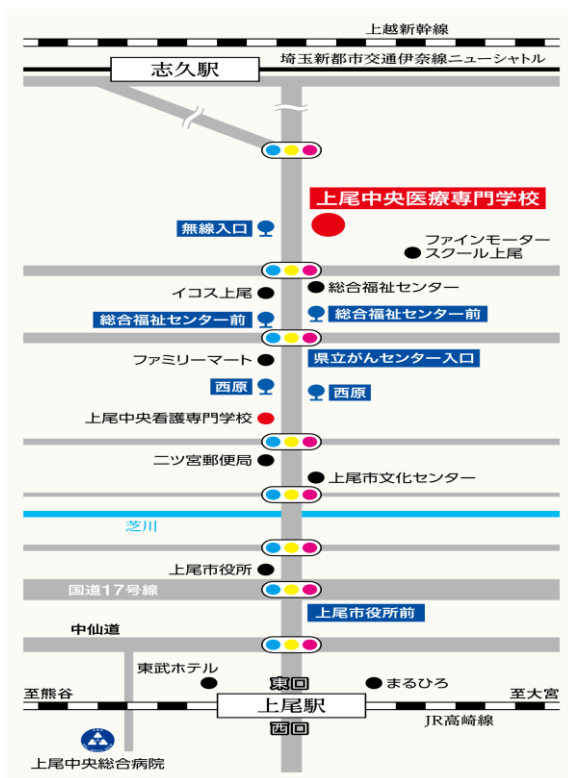 上越新幹線
志久駅
埼玉新都市交通伊奈線ニューシャトル
上尾中央医療専門学校
無線入口
ファインモーター
スクール上尾
イコス上尾
総合福祉センター
総合福祉センター前
総合福祉センター前
ファミリーマート
県立がんセンター入口
西原
西原
上尾中央看護専門学校
二ツ宮郵便局
上尾市文化センター
芝川
上尾市役所
国道17号線
上尾市役所前
中仙道
東武ホテル
東口
まるひろ
至熊谷
上尾駅
至大宮
西口
JR高崎線
上尾中央総合病院